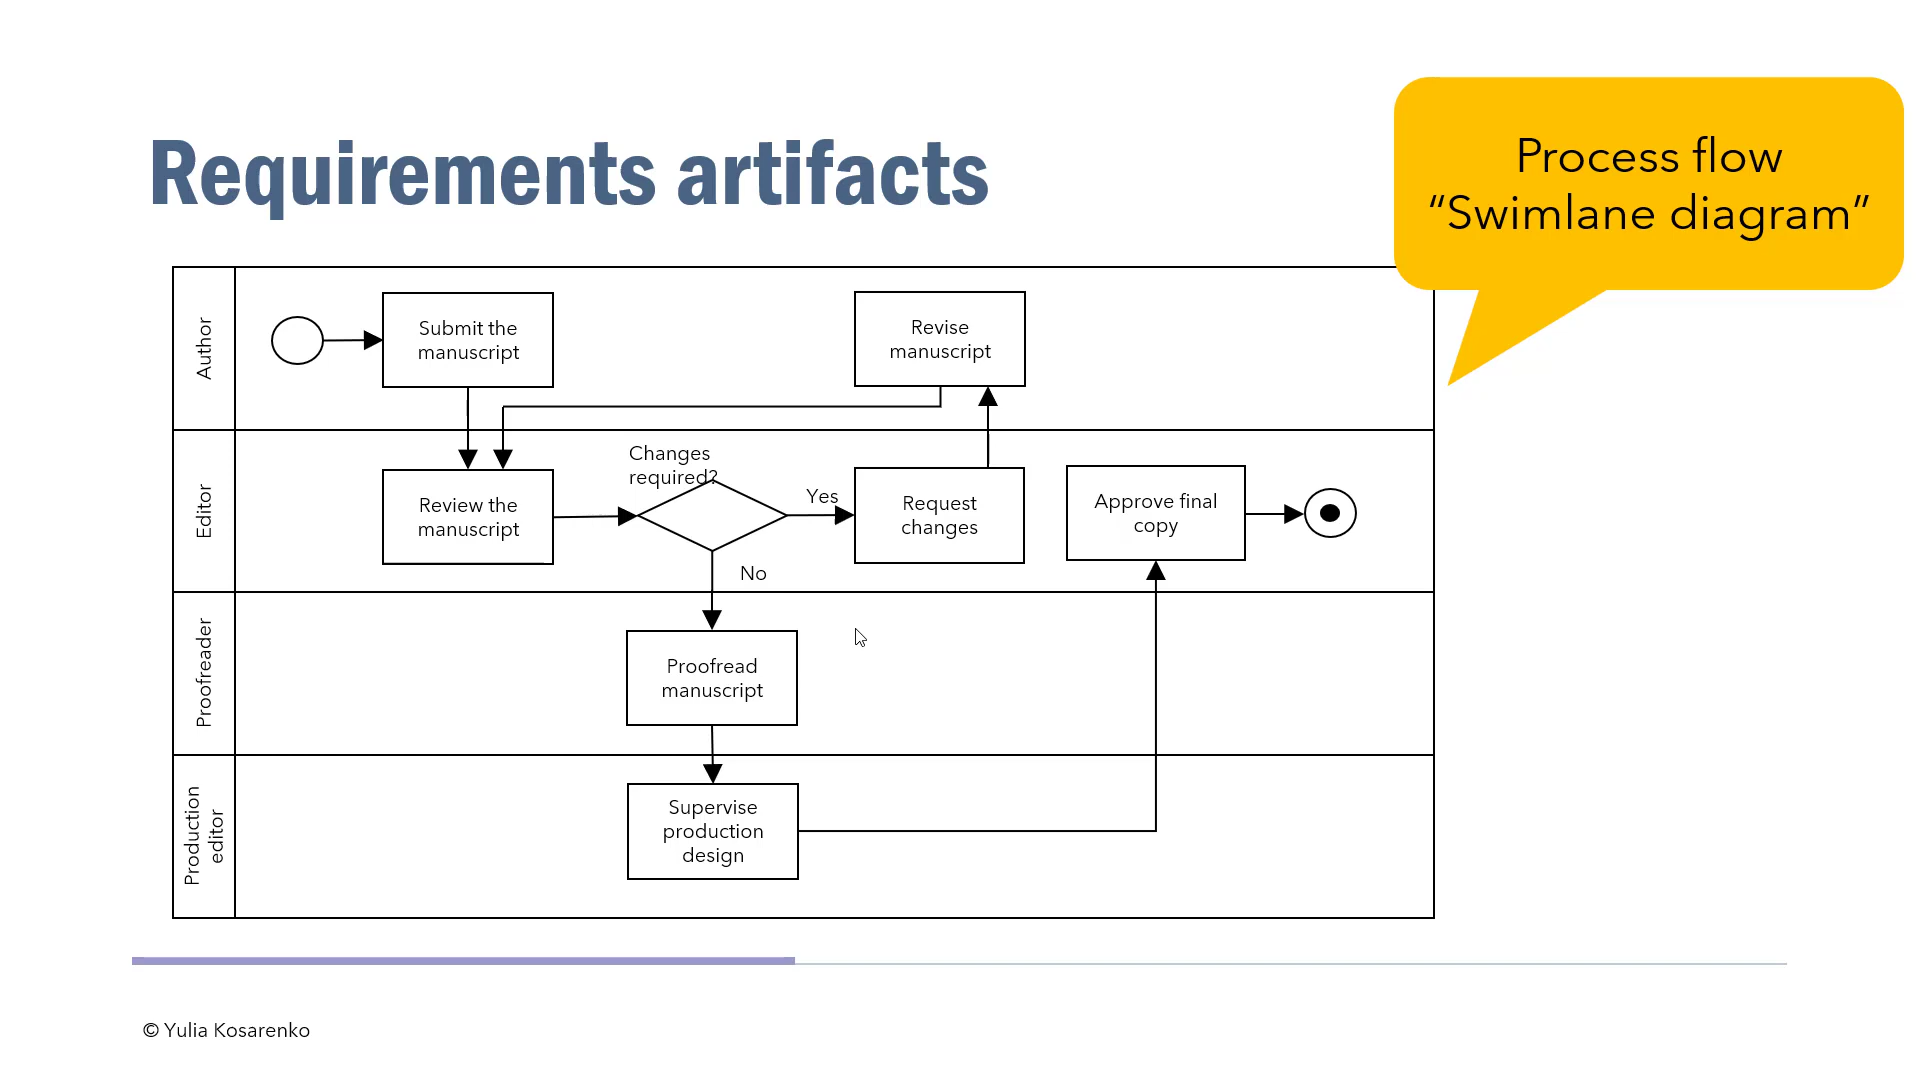 Requirements artifacts
Process flow
“Swimlane diagram”
Author
Submit the
manuscript
Revise
manuscript
Editor
Review the
manuscript
Changes
required?
Yes
No
Request
changes
Approve final
copy
Proofreader
Proofread
manuscript
Production
editor
Supervise
production
design
© Yulia Kosarenko